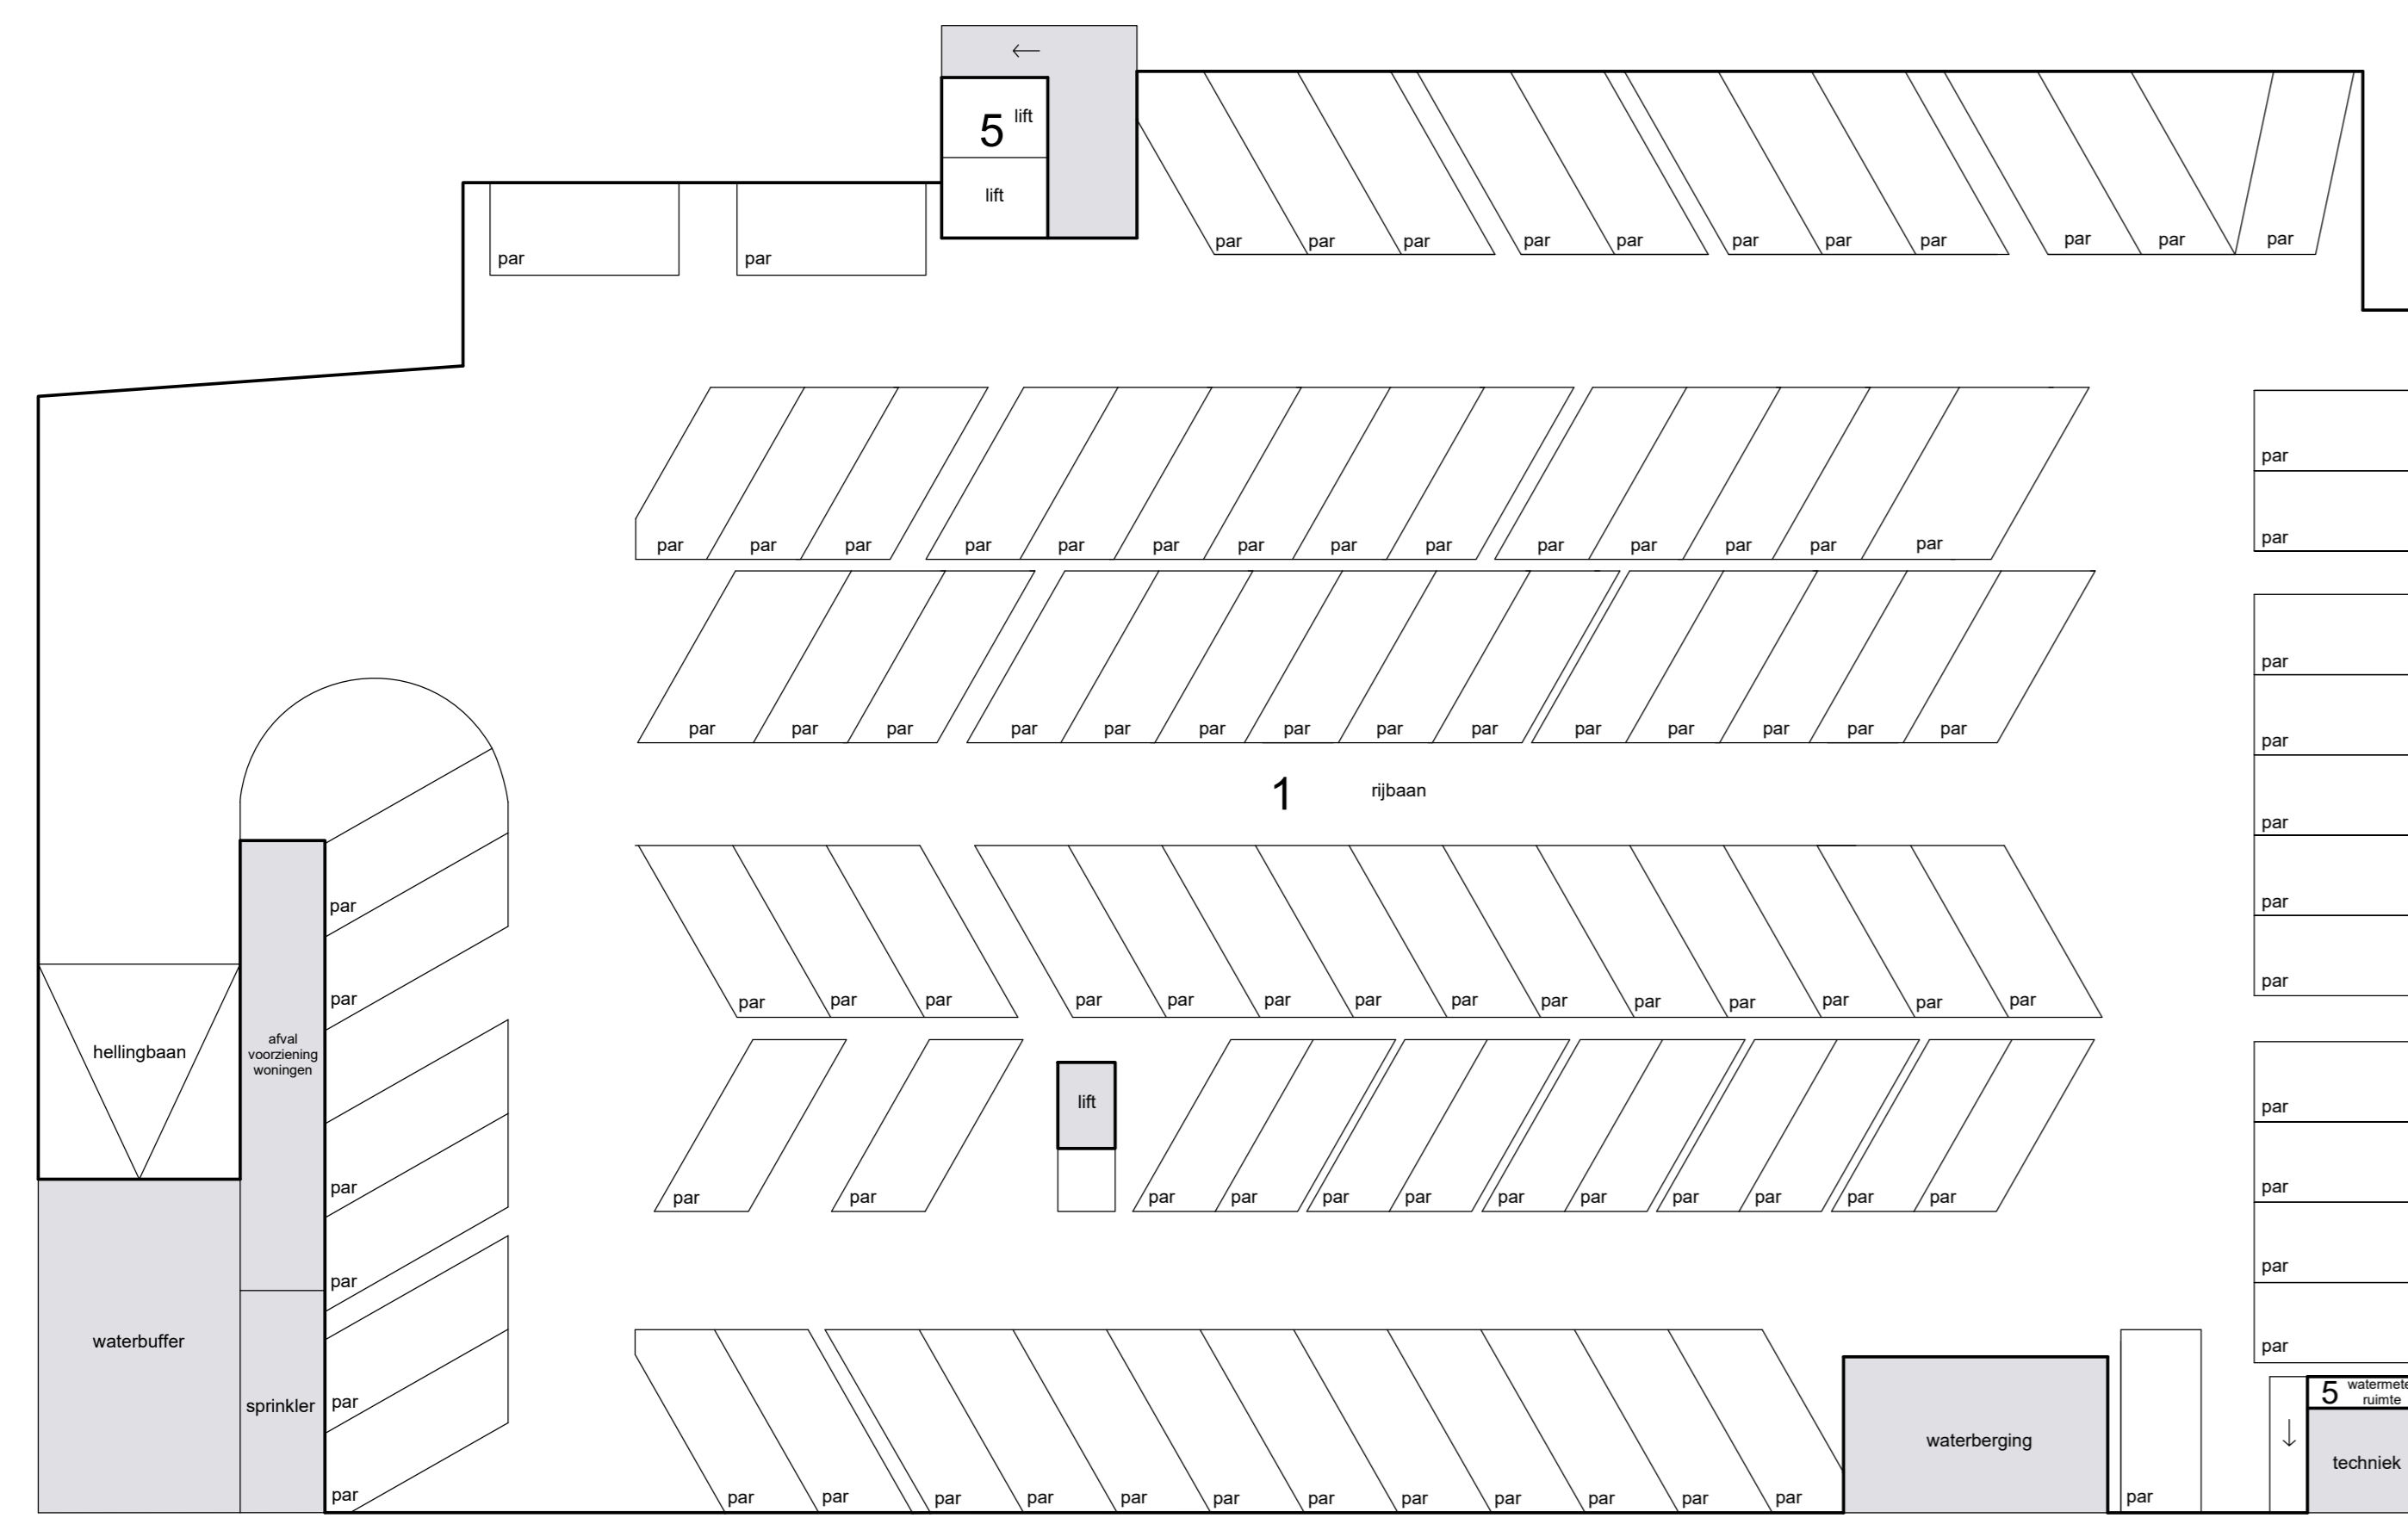 5 lift
lift
par par
par par par par par par par par par par par
par par par par par par par par par par par par par par
par
par
par par par par par par par par par par par par par par
par
par
par
par
par
1 rijbaan
par
par
par par par par par par par par par par par par par par
hellingbaan
afval
voorziening
woningen
lift
par
par
par par par par par par par par par par par par
par
par
par
par
waterbuffer
sprinkler
par
par
par par par par par par par par par par par par
waterberging
par
5
ruimte
techniek